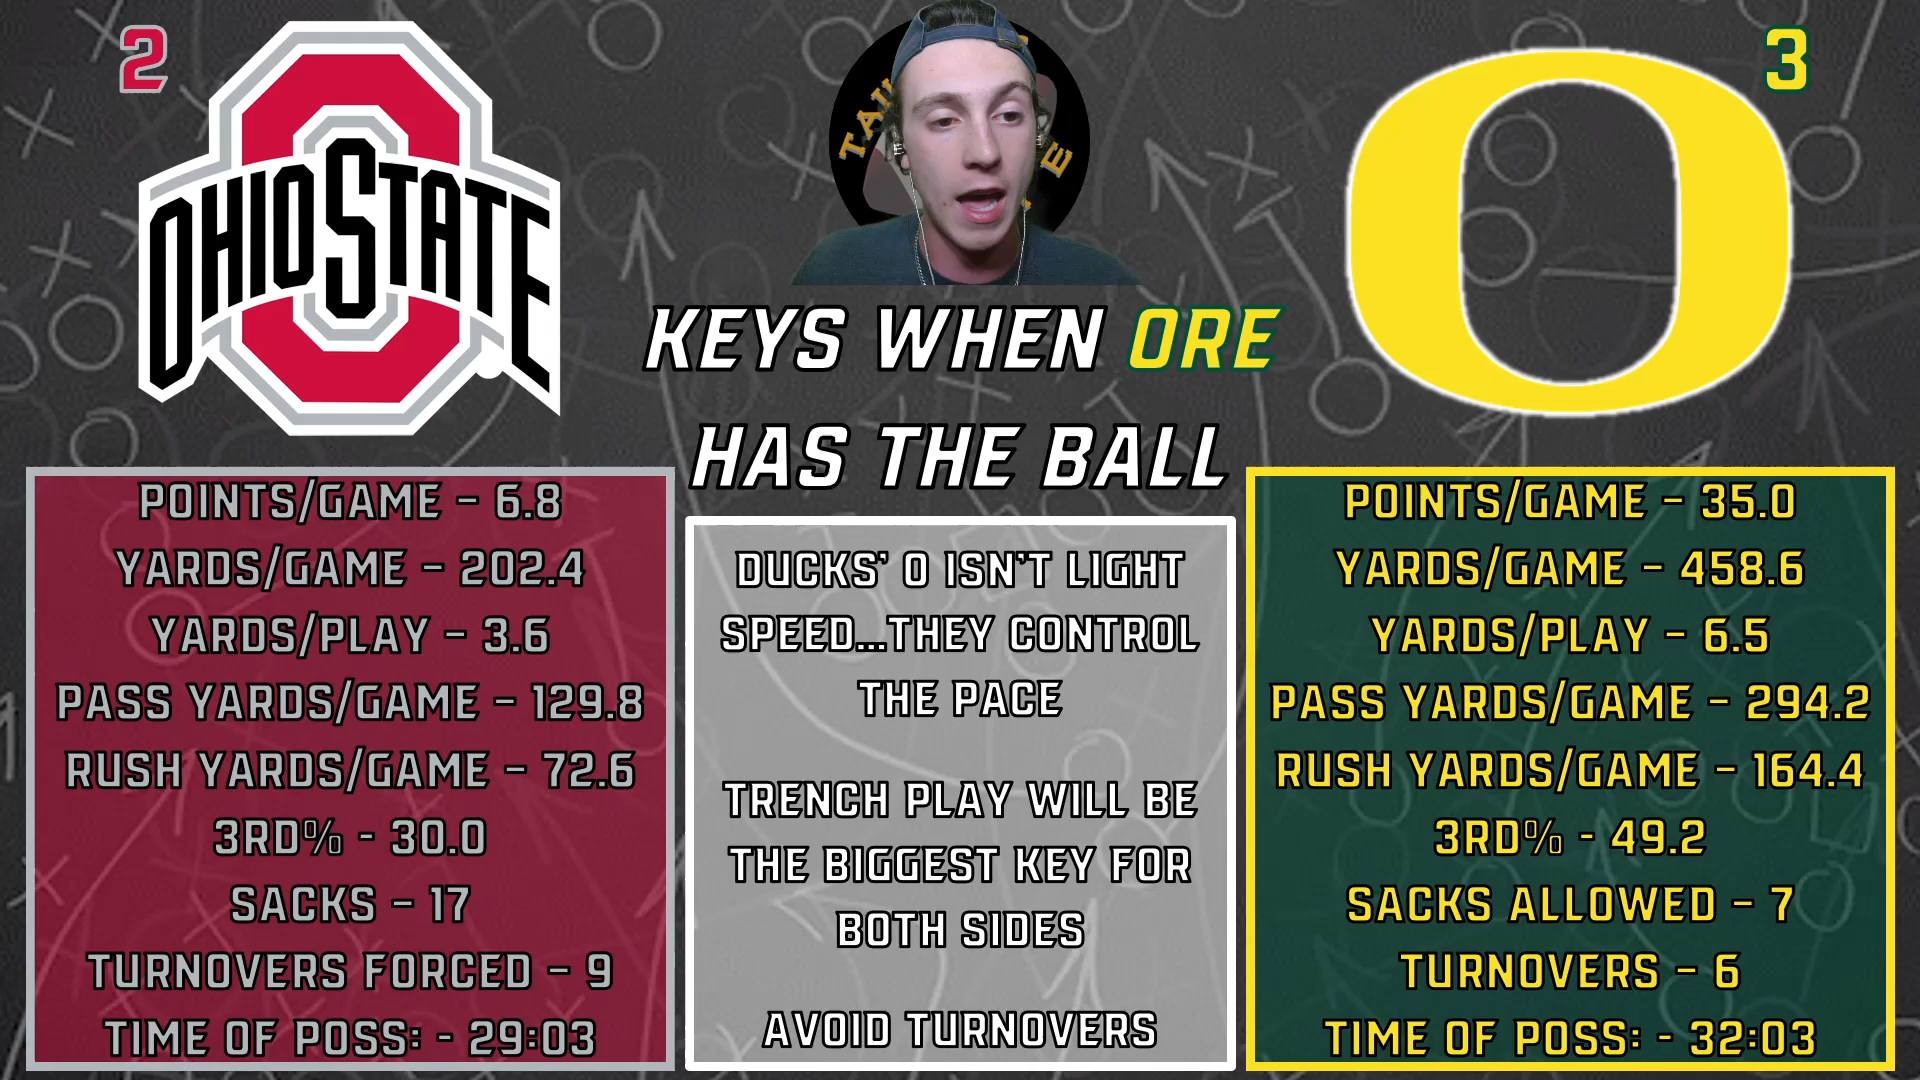 2
OHIO STATE
3
TAI
E
KEYS WHEN ORE
HAS THE BALL
POINTS/GAME - 6.8
YARDS/GAME - 202.4
YARDS/PLAY - 3.6
PASS YARDS/GAME - 129.8
RUSH YARDS/GAME - 72.6
3RD% - 30.0
SACKS - 17
TURNOVERS FORCED - 9
TIME OF POSS: - 29:03
DUCKS' O ISN'T LIGHT
SPEED...THEY CONTROL
THE PACE
TRENCH PLAY WILL BE
THE BIGGEST KEY FOR
BOTH SIDES
AVOID TURNOVERS
POINTS/GAME - 35.0
YARDS/GAME - 458.6
YARDS/PLAY - 6.5
PASS YARDS/GAME - 294.2
RUSH YARDS/GAME - 164.4
3RD% - 49.2
SACKS ALLOWED - 7
TURNOVERS - 6
TIME OF POSS: - 32:03